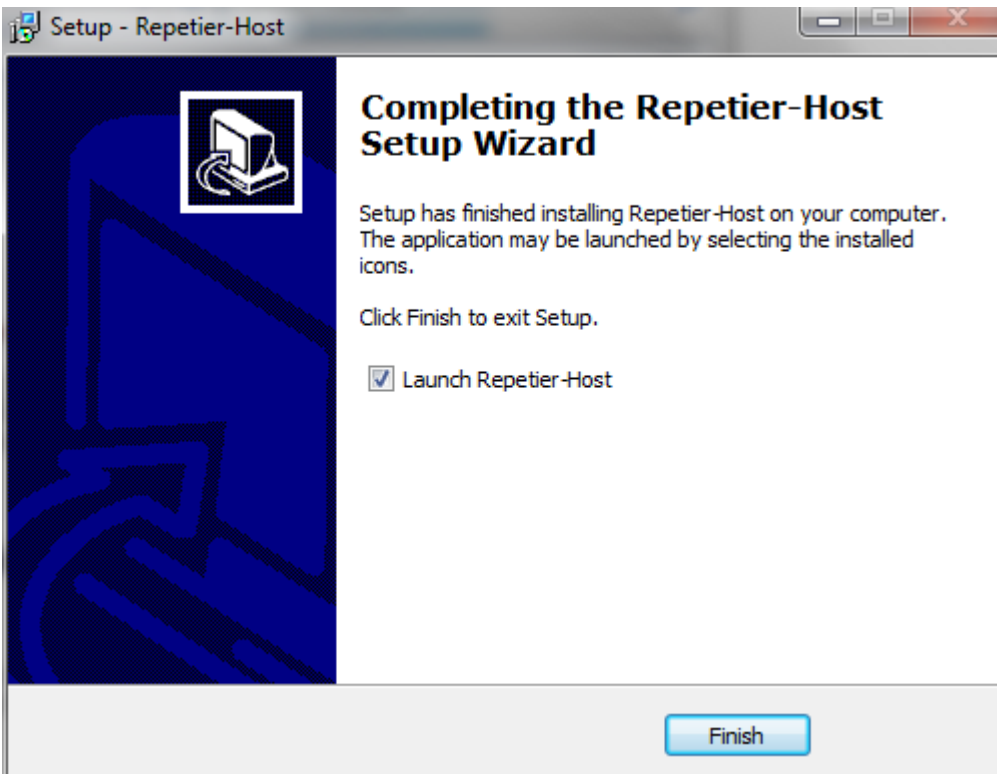 Setup - Repetier-Host
Completing the Repetier-Host
Setup Wizard
Setup has finished installing Repetier-Host on your computer.
The application may be launched by selecting the installed
icons.
Click Finish to exit Setup.
Launch Repetier-Host
Finish